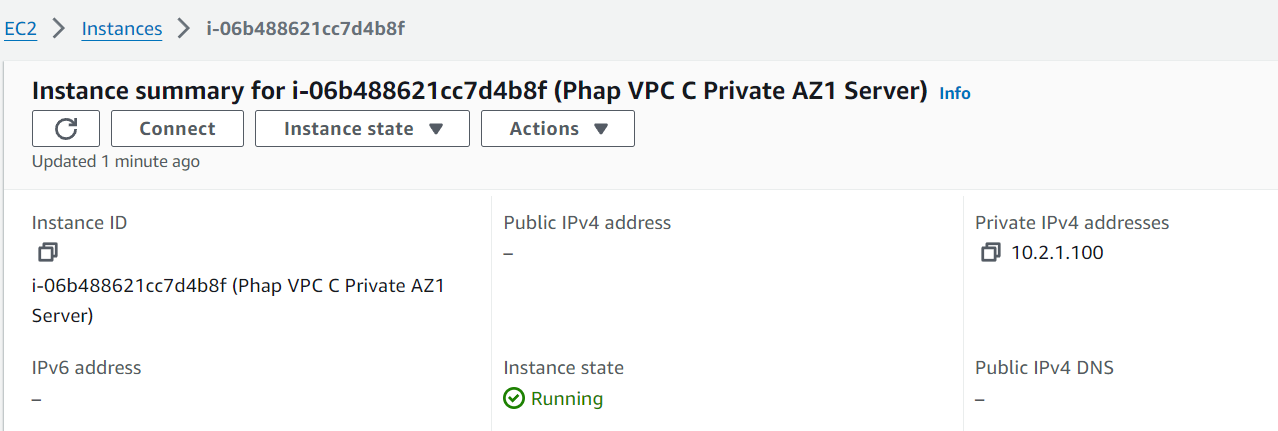 EC2 > Instances > i-06b488621cc7d4b8f
Instance summary for i-06b488621cc7d4b8f (Phap VPC C Private AZ1 Server) Info
Connect Instance state Actions
Updated 1 minute ago
Instance ID
i-06b488621cc7d4b8f (Phap VPC C Private AZ1
Server)
Public IPv4 address
–
Private IPv4 addresses
10.2.1.100
IPv6 address
–
Instance state
Running
Public IPv4 DNS
–